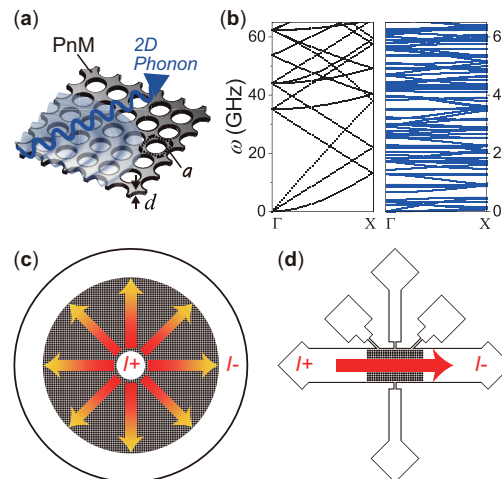 (a)
PnM
2D
Phonon
a
d
(b)
ω (GHz)
60
40
20
0
Γ
X
6
4
2
0
Γ
X
(c)
I+
I-
(d)
I+
I-